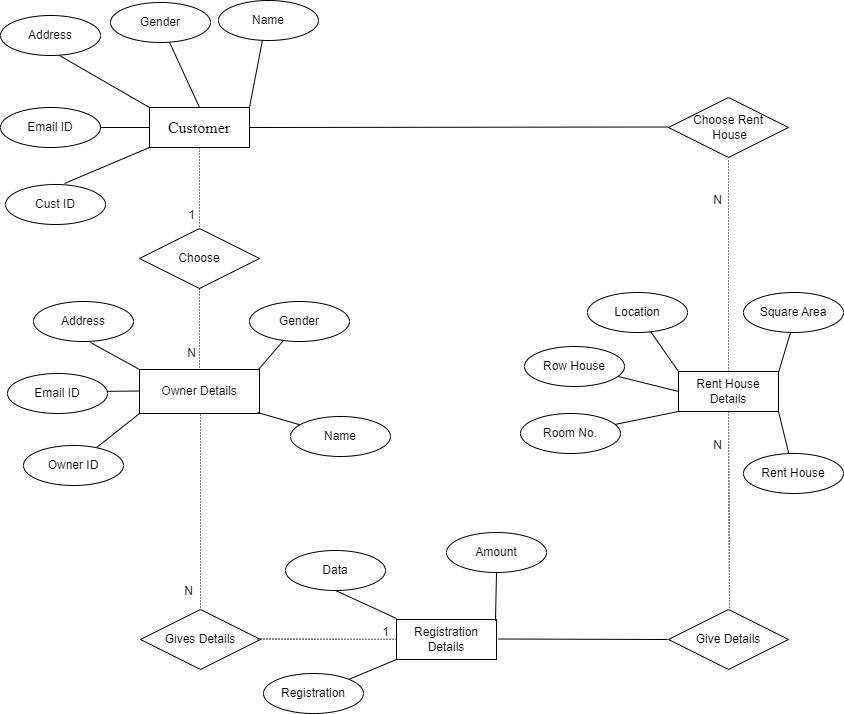 Name
Gender
Address
Choose Rent
House
Email ID
Customer
N
Cust ID
1
Choose
Location
Square Area
Address
Gender
N
Row House
Rent House
Details
Email ID
Owner Details
Room No.
Name
N
Owner ID
Rent House
Amount
Data
N
Gives Details
1
Registration
Details
Give Details
Registration